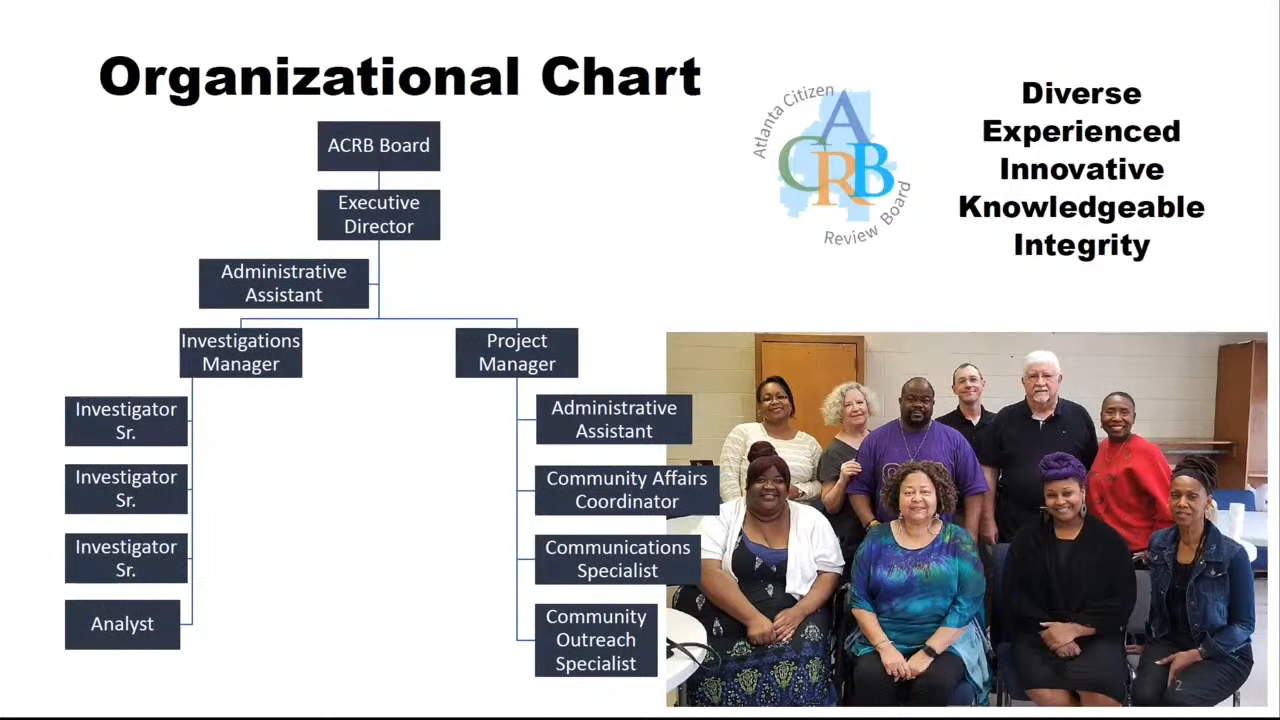 Organizational Chart
ACRB Board
Executive
Director
Administrative
Assistant
Investigations
Manager
Investigator
Sr.
Investigator
Sr.
Investigator
Sr.
Analyst
Project
Manager
Administrative
Assistant
Community Affairs
Coordinator
Communications
Specialist
Community
Outreach
Specialist
Atlanta Citizen
ACRB
Review Board
Diverse
Experienced
Innovative
Knowledgeable
Integrity
2